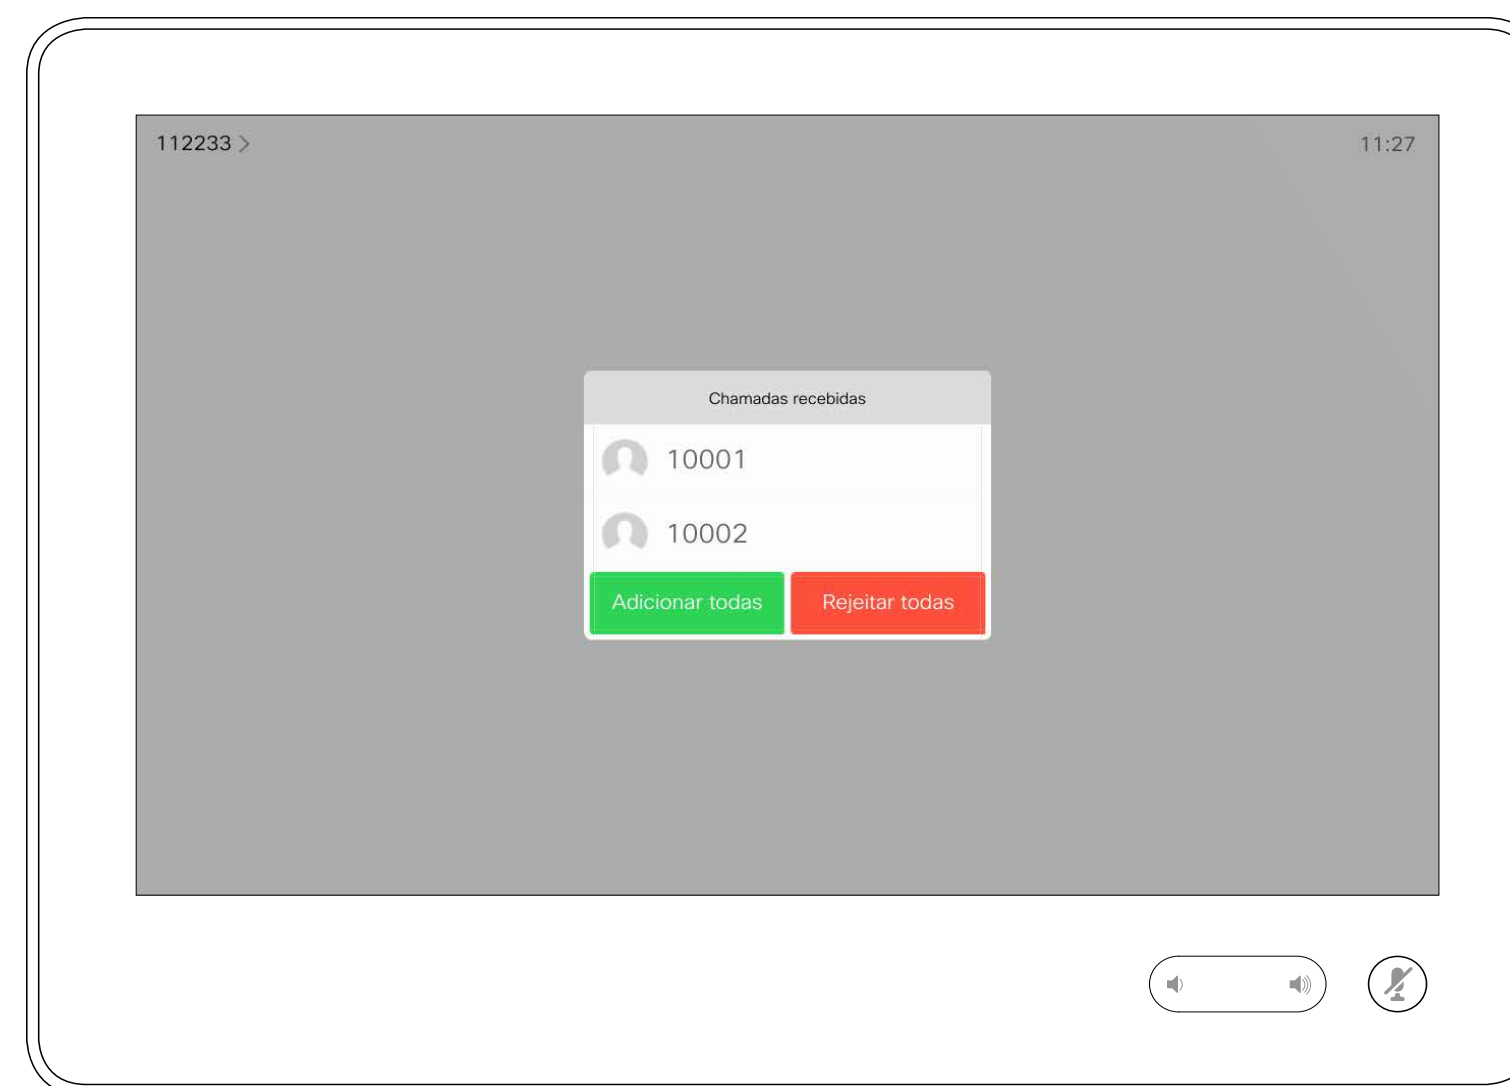 112233 >
11:27
Chamadas recebidas
10001
10002
Adicionar todas
Rejeitar todas